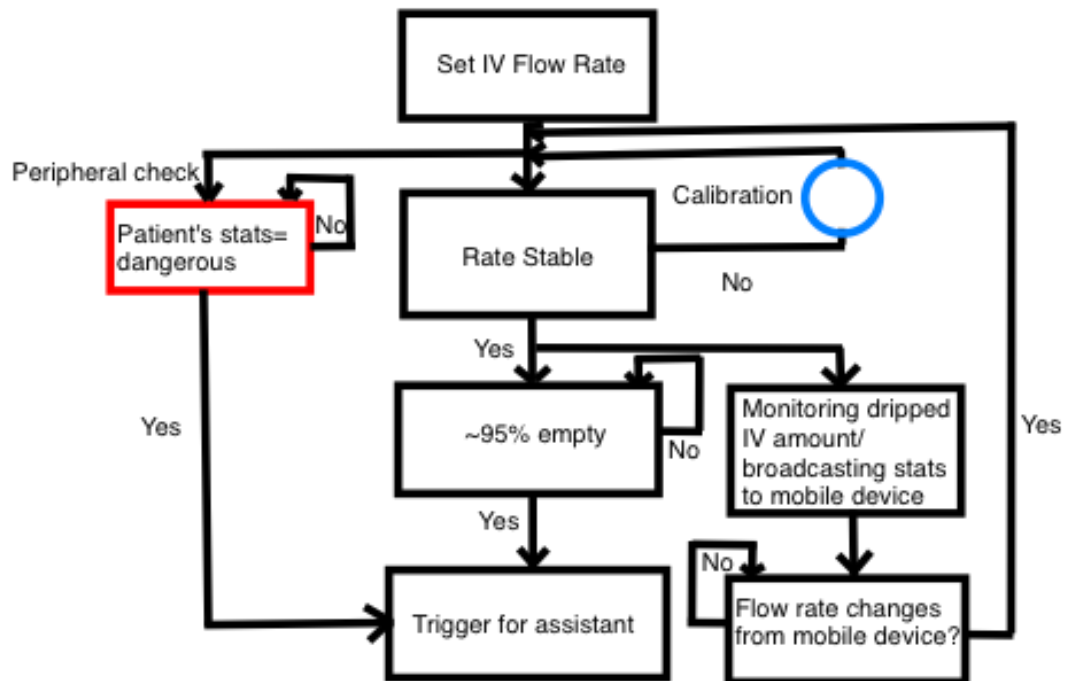 Set IV Flow Rate
Peripheral check
Calibration
Patient's stats=
dangerous
No
Rate Stable
No
Yes
~95% empty
No
Monitoring dripped
IV amount/
broadcasting stats
to mobile device
Yes
Yes
Yes
No
Flow rate changes
from mobile device?
Trigger for assistant